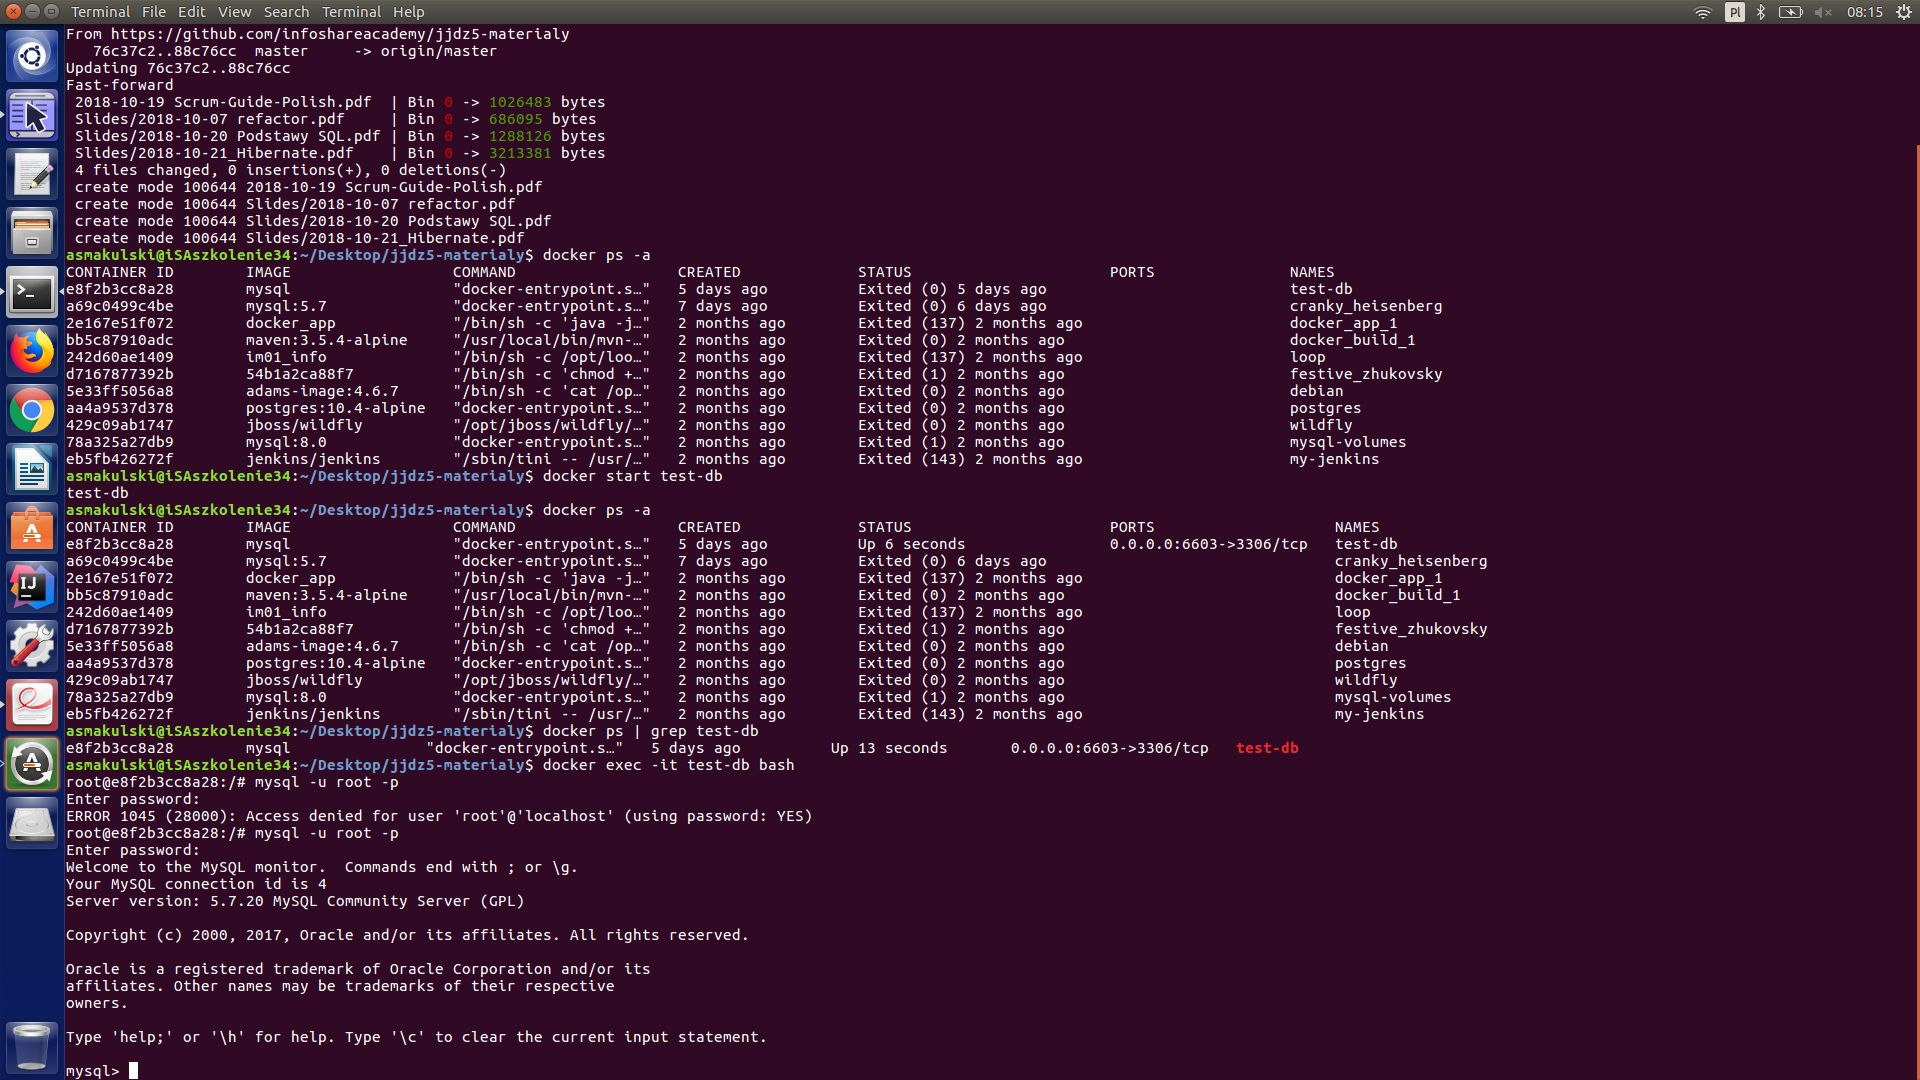 Terminal File Edit View Search Terminal Help Pl 08:15
From https://github.com/infoshareacademy/jjdz5-materialy
   76c37c2..88c76cc  master     -> origin/master
Updating 76c37c2..88c76cc
Fast-forward
 2018-10-19 Scrum-Guide-Polish.pdf  | Bin 0 -> 1026483 bytes
 Slides/2018-10-07 refactor.pdf     | Bin 0 -> 686095 bytes
 Slides/2018-10-20 Podstawy SQL.pdf | Bin 0 -> 1288126 bytes
 Slides/2018-10-21_Hibernate.pdf    | Bin 0 -> 3213381 bytes
 4 files changed, 0 insertions(+), 0 deletions(-)
 create mode 100644 2018-10-19 Scrum-Guide-Polish.pdf
 create mode 100644 Slides/2018-10-07 refactor.pdf
 create mode 100644 Slides/2018-10-20 Podstawy SQL.pdf
 create mode 100644 Slides/2018-10-21_Hibernate.pdf
asmakulski@iSAszkolenie34:~/Desktop/jjdz5-materialy$ docker ps -a
CONTAINER ID        IMAGE                  COMMAND                  CREATED             STATUS                      PORTS               NAMES
e8f2b3cc8a28        mysql                  "docker-entrypoint.s…"   5 days ago          Exited (0) 5 days ago                           test-db
a69c0499c4be        mysql:5.7              "docker-entrypoint.s…"   7 days ago          Exited (0) 6 days ago                           cranky_heisenberg
2e167e51f072        docker_app             "/bin/sh -c 'java -j…"   2 months ago        Exited (137) 2 months ago                       docker_app_1
bb5c87910adc        maven:3.5.4-alpine     "/usr/local/bin/mvn-…"   2 months ago        Exited (0) 2 months ago                         docker_build_1
242d60ae1409        im01_info              "/bin/sh -c /opt/loo…"   2 months ago        Exited (137) 2 months ago                       loop
d7167877392b        54b1a2ca88f7           "/bin/sh -c 'chmod +…"   2 months ago        Exited (1) 2 months ago                         festive_zhukovsky
5e33ff5056a8        adams-image:4.6.7      "/bin/sh -c 'cat /op…"   2 months ago        Exited (0) 2 months ago                         debian
aa4a9537d378        postgres:10.4-alpine   "docker-entrypoint.s…"   2 months ago        Exited (0) 2 months ago                         postgres
429c09ab1747        jboss/wildfly          "/opt/jboss/wildfly/…"   2 months ago        Exited (0) 2 months ago                         wildfly
78a325a27db9        mysql:8.0              "docker-entrypoint.s…"   2 months ago        Exited (1) 2 months ago                         mysql-volumes
eb5fb426272f        jenkins/jenkins        "/sbin/tini -- /usr/…"   2 months ago        Exited (143) 2 months ago                       my-jenkins
asmakulski@iSAszkolenie34:~/Desktop/jjdz5-materialy$ docker start test-db
test-db
asmakulski@iSAszkolenie34:~/Desktop/jjdz5-materialy$ docker ps -a
CONTAINER ID        IMAGE                  COMMAND                  CREATED             STATUS                      PORTS                    NAMES
e8f2b3cc8a28        mysql                  "docker-entrypoint.s…"   5 days ago          Up 6 seconds                0.0.0.0:6603->3306/tcp   test-db
a69c0499c4be        mysql:5.7              "docker-entrypoint.s…"   7 days ago          Exited (0) 6 days ago                                cranky_heisenberg
2e167e51f072        docker_app             "/bin/sh -c 'java -j…"   2 months ago        Exited (137) 2 months ago                            docker_app_1
bb5c87910adc        maven:3.5.4-alpine     "/usr/local/bin/mvn-…"   2 months ago        Exited (0) 2 months ago                              docker_build_1
242d60ae1409        im01_info              "/bin/sh -c /opt/loo…"   2 months ago        Exited (137) 2 months ago                            loop
d7167877392b        54b1a2ca88f7           "/bin/sh -c 'chmod +…"   2 months ago        Exited (1) 2 months ago                              festive_zhukovsky
5e33ff5056a8        adams-image:4.6.7      "/bin/sh -c 'cat /op…"   2 months ago        Exited (0) 2 months ago                              debian
aa4a9537d378        postgres:10.4-alpine   "docker-entrypoint.s…"   2 months ago        Exited (0) 2 months ago                              postgres
429c09ab1747        jboss/wildfly          "/opt/jboss/wildfly/…"   2 months ago        Exited (0) 2 months ago                              wildfly
78a325a27db9        mysql:8.0              "docker-entrypoint.s…"   2 months ago        Exited (1) 2 months ago                              mysql-volumes
eb5fb426272f        jenkins/jenkins        "/sbin/tini -- /usr/…"   2 months ago        Exited (143) 2 months ago                            my-jenkins
asmakulski@iSAszkolenie34:~/Desktop/jjdz5-materialy$ docker ps | grep test-db
e8f2b3cc8a28        mysql               "docker-entrypoint.s…"   5 days ago          Up 13 seconds       0.0.0.0:6603->3306/tcp   test-db
asmakulski@iSAszkolenie34:~/Desktop/jjdz5-materialy$ docker exec -it test-db bash
root@e8f2b3cc8a28:/# mysql -u root -p
Enter password:
ERROR 1045 (28000): Access denied for user 'root'@'localhost' (using password: YES)
root@e8f2b3cc8a28:/# mysql -u root -p
Enter password:
Welcome to the MySQL monitor.  Commands end with ; or \g.
Your MySQL connection id is 4
Server version: 5.7.20 MySQL Community Server (GPL)

Copyright (c) 2000, 2017, Oracle and/or its affiliates. All rights reserved.

Oracle is a registered trademark of Oracle Corporation and/or its
affiliates. Other names may be trademarks of their respective
owners.

Type 'help;' or '\h' for help. Type '\c' to clear the current input statement.

mysql>